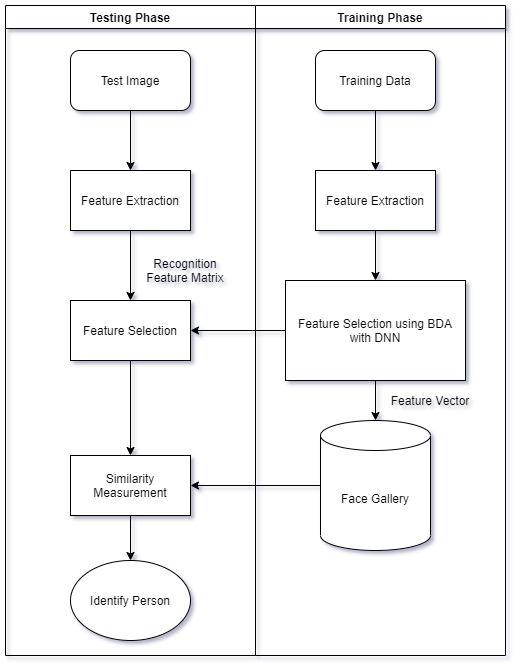 Testing Phase
Training Phase
Test Image
Training Data
Feature Extraction
Feature Extraction
Recognition
Feature Matrix
Feature Selection
Feature Selection using BDA
with DNN
Feature Vector
Similarity
Measurement
Face Gallery
Identify Person